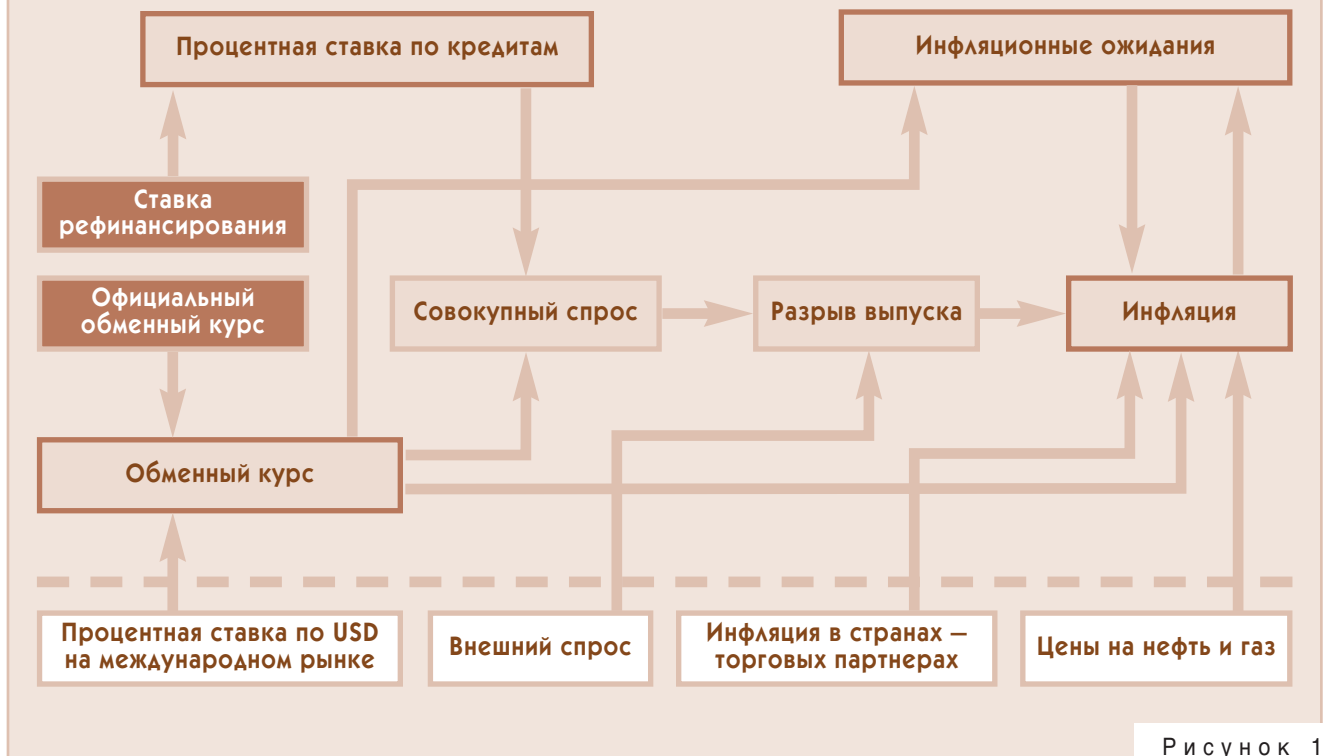 Процентная ставка по кредитам
Инфляционные ожидания
Ставка
рефинансирования
Официальный
обменный курс
Совокупный спрос
Разрыв выпуска
Инфляция
Обменный курс
Процентная ставка по USD
на международном рынке
Внешний спрос
Инфляция в странах –
торговых партнерах
Цены на нефть и газ
Рисунок 1